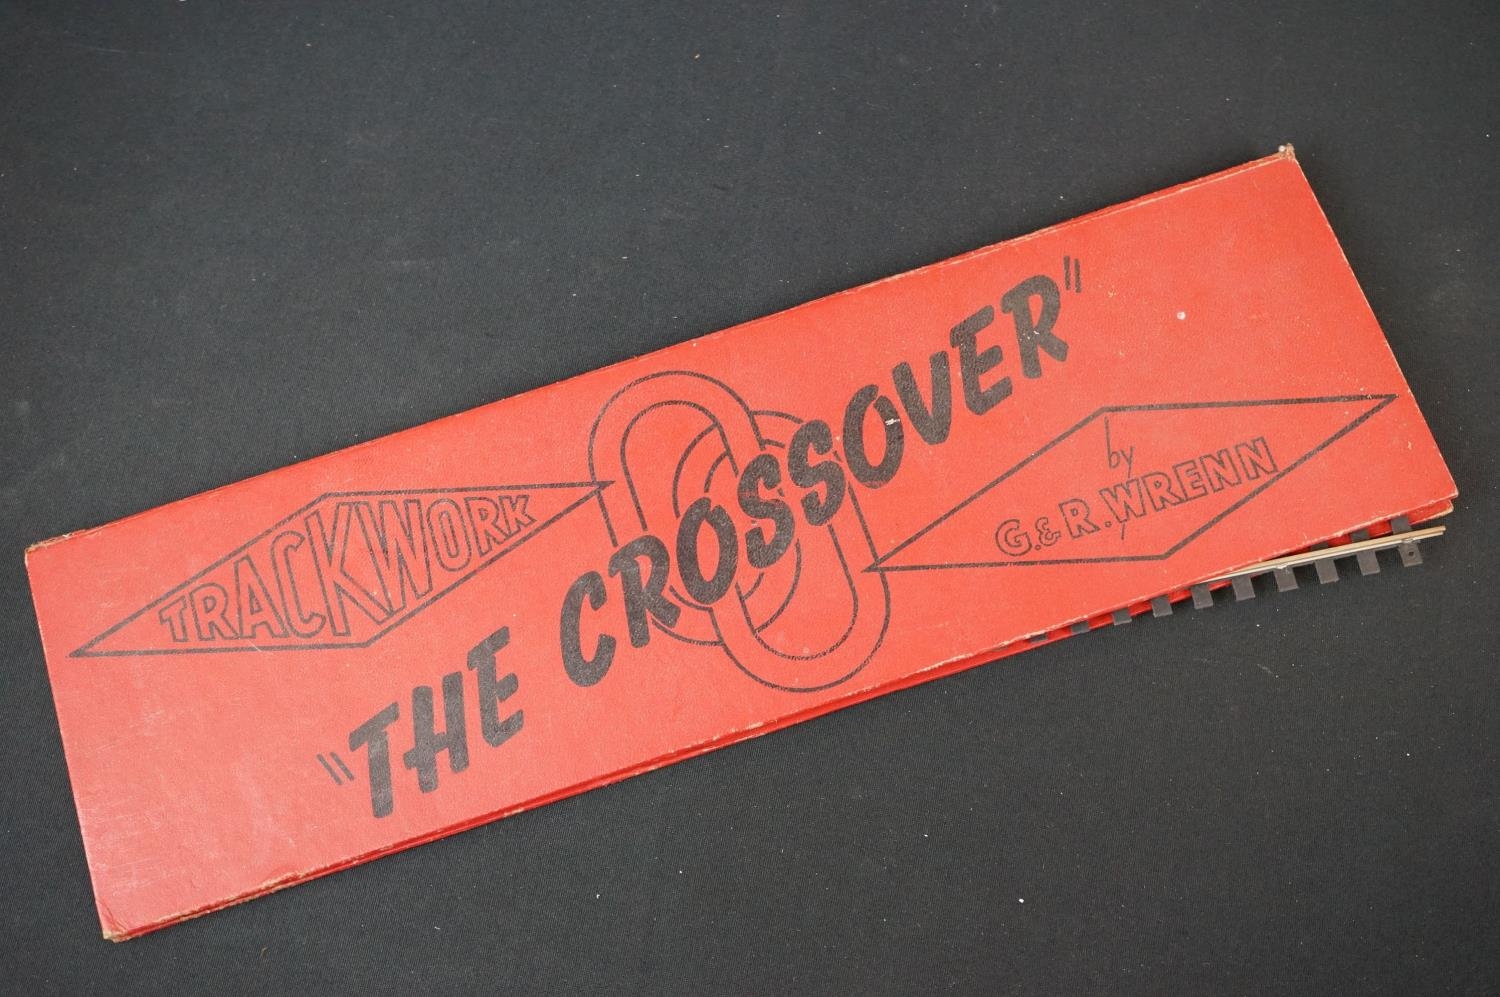 TRACKWORK
"THE CROSSOVER"
by
G. & R. WRENN